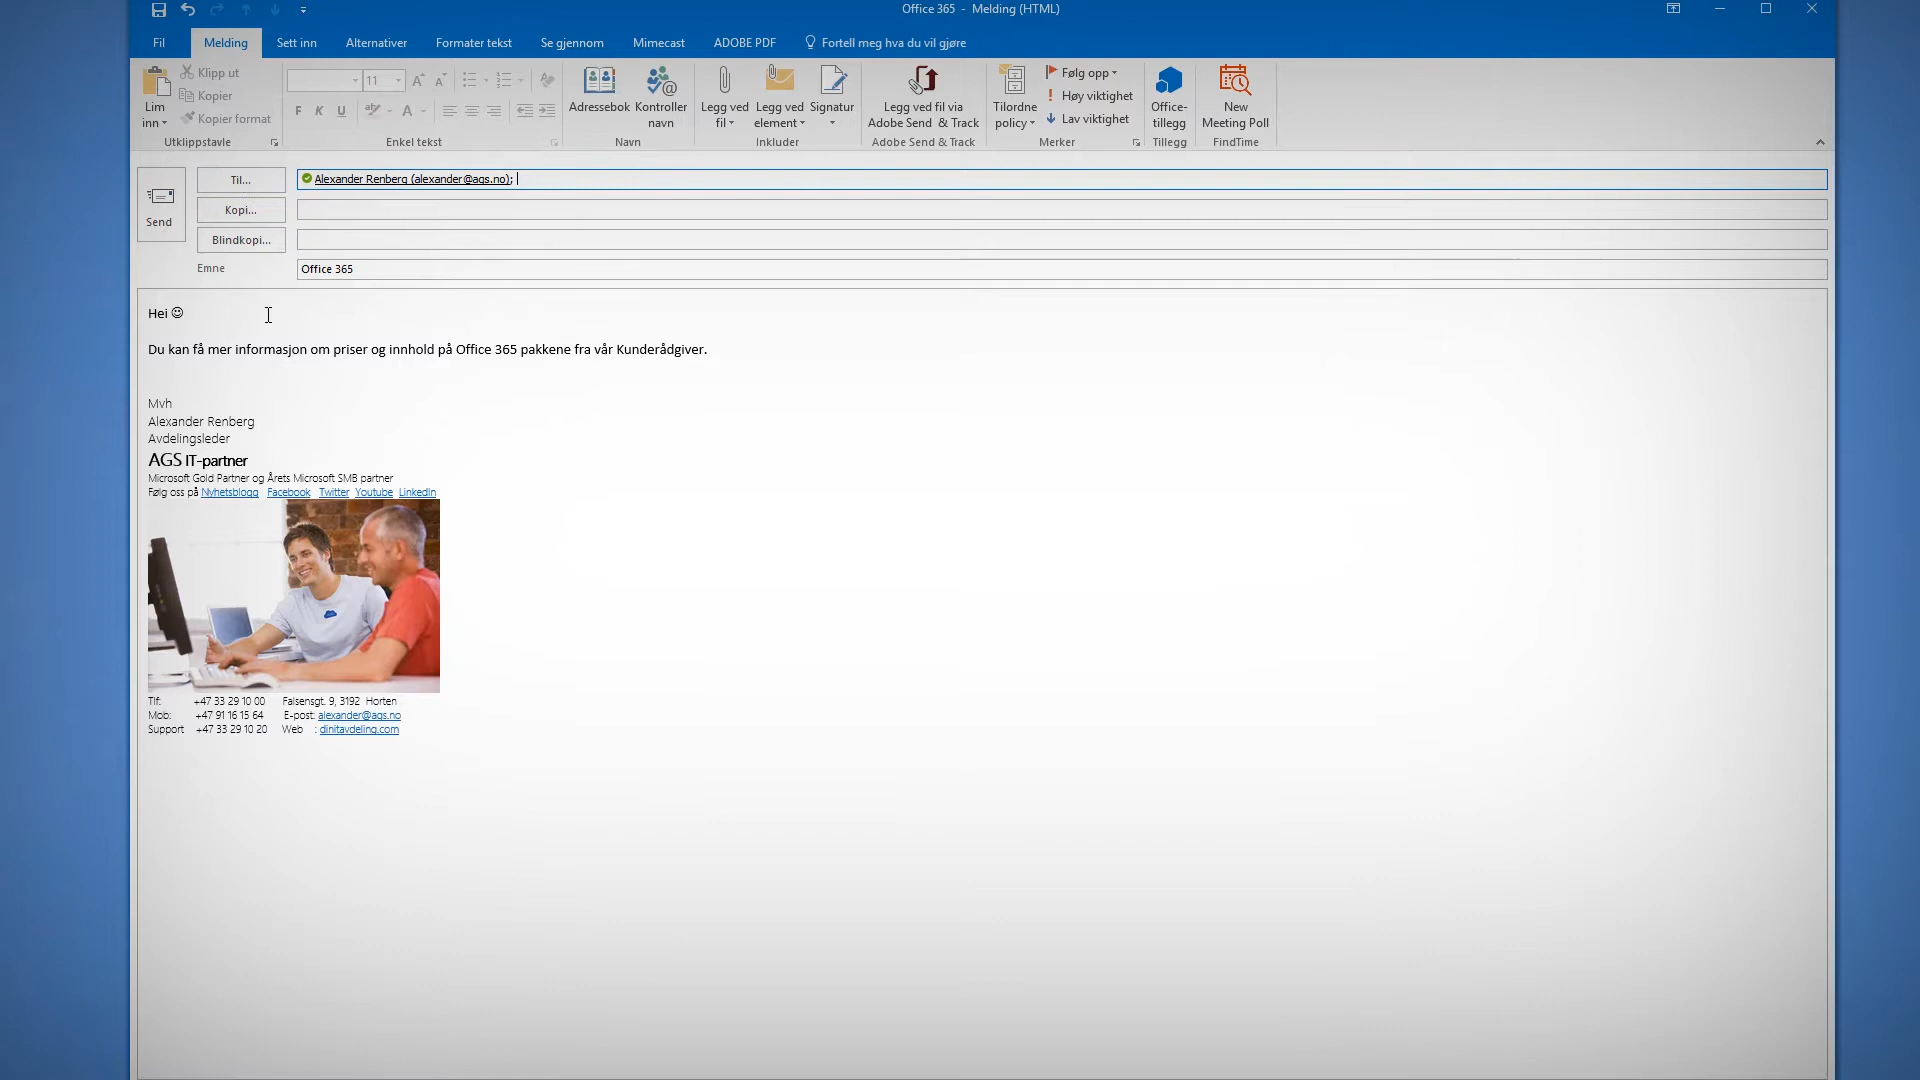 Office 365 - Melding (HTML)
Fil Melding Sett inn Alternativer Formater tekst Se gjennom Mimecast ADOBE PDF Fortell meg hva du vil gjøre
Lim inn
Klipp ut
Kopier
Kopier format
Utklippstavle
11
F K U
Enkel tekst
Adressebok
Kontroller navn
Navn
Legg ved fil
Legg ved element
Signatur
Inkluder
Legg ved fil via Adobe Send & Track
Adobe Send & Track
Tilordne policy
Følg opp
Høy viktighet
Lav viktighet
Merker
Office-tillegg
Tillegg
New Meeting Poll
FindTime
Send
Til... Alexander Renberg (alexander@ags.no);
Kopi...
Blindkopi...
Emne Office 365
Hei ☺
Du kan få mer informasjon om priser og innhold på Office 365 pakkene fra vår Kunderådgiver.
Mvh
Alexander Renberg
Avdelingsleder
AGS IT-partner
Microsoft Gold Partner og Årets Microsoft SMB partner
Følg oss på Nyhetsblogg Facebook Twitter Youtube LinkedIn
Tlf: +47 33 29 10 00 Falsensgt. 9, 3192 Horten
Mob: +47 91 16 15 64 E-post: alexander@ags.no
Support +47 33 29 10 20 Web : dinitavdeling.com